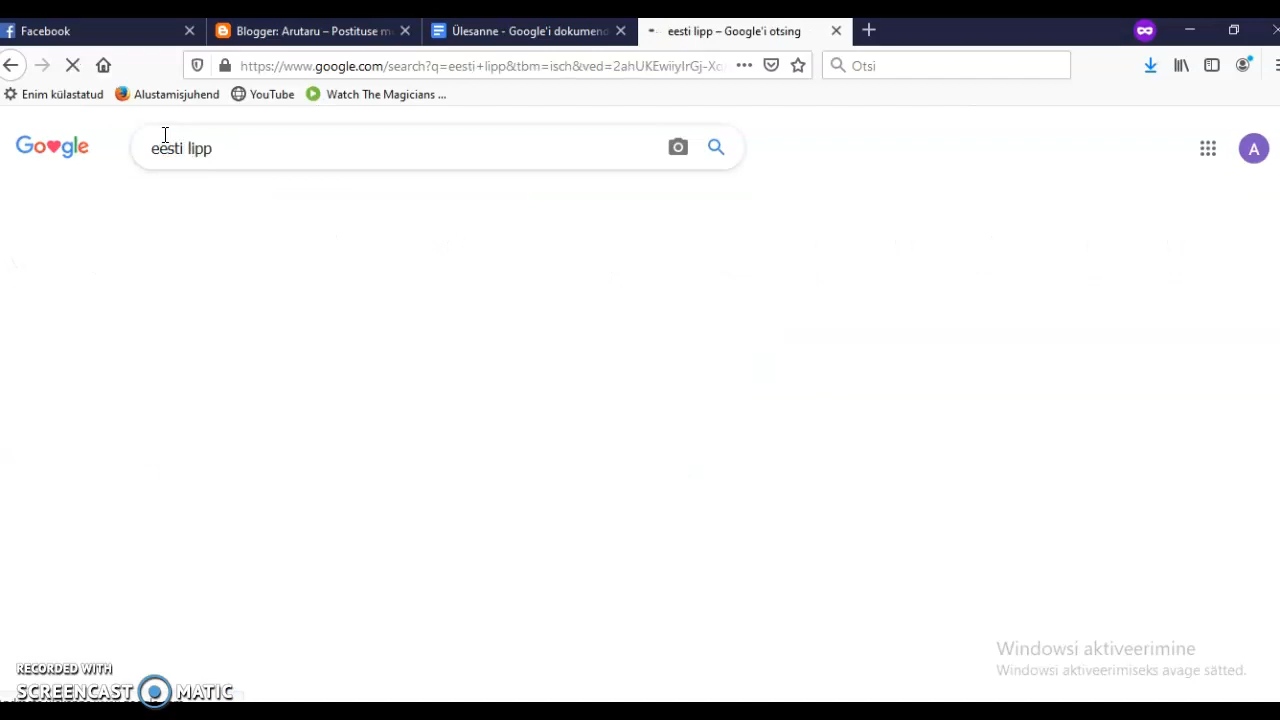 Facebook
Blogger: Arutaru – Postituse m
Ülesanne - Google'i dokumend
eesti lipp – Google'i otsing
https://www.google.com/search?q=eesti+lipp&tbm=isch&ved=2ahUKEwiiyIrGj-Xc
Otsi
Enim külastatud
Alustamisjuhend
YouTube
Watch The Magicians ...
Google
eesti lipp
A
Windowsi aktiveerimine
Windowsi aktiveerimiseks avage sätted.
RECORDED WITH
SCREENCAST MATIC